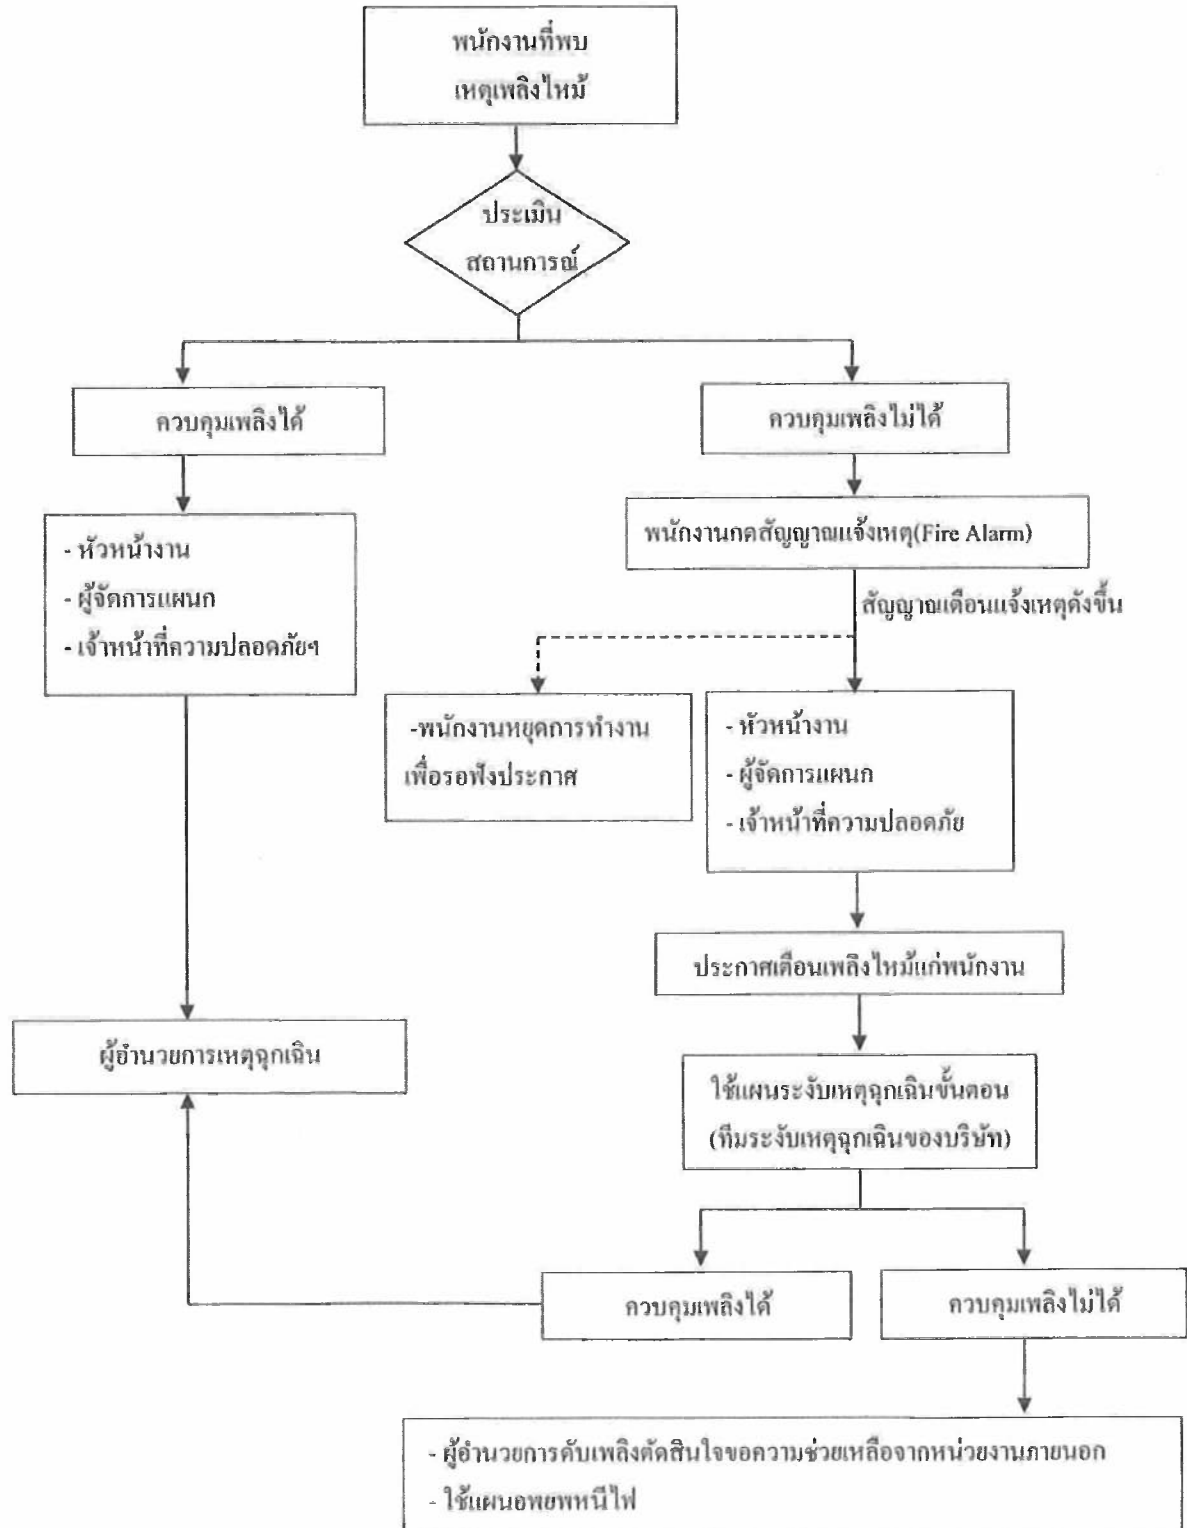 พนักงานที่พบ
เหตุเพลิงไหม้
ประเมิน
สถานการณ์
ควบคุมเพลิงได้
ควบคุมเพลิงไม่ได้
- หัวหน้างาน
- ผู้จัดการแผนก
- เจ้าหน้าที่ความปลอดภัยฯ
พนักงานกดสัญญาณแจ้งเหตุ(Fire Alarm)
สัญญาณเตือนแจ้งเหตุดังขึ้น
-พนักงานหยุดการทำงาน
เพื่อรอฟังประกาศ
- หัวหน้างาน
- ผู้จัดการแผนก
- เจ้าหน้าที่ความปลอดภัย
ประกาศเตือนเพลิงไหม้แก่พนักงาน
ผู้อำนวยการเหตุฉุกเฉิน
ใช้แผนระงับเหตุฉุกเฉินขั้นตอน
(ทีมระงับเหตุฉุกเฉินของบริษัท)
ควบคุมเพลิงได้
ควบคุมเพลิงไม่ได้
- ผู้อำนวยการดับเพลิงตัดสินใจขอความช่วยเหลือจากหน่วยงานภายนอก
- ใช้แผนอพยพหนีไฟ